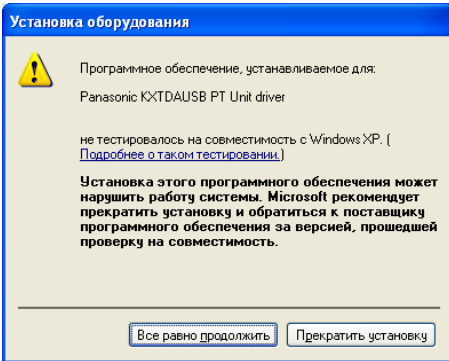 Установка оборудования
Программное обеспечение, устанавливаемое для:
Panasonic KXTDAUSB PT Unit driver
не тестировалось на совместимость с Windows XP. (
Подробнее о таком тестировании.)
Установка этого программного обеспечения может
нарушить работу системы. Microsoft рекомендует
прекратить установку и обратиться к поставщику
программного обеспечения за версией, прошедшей
проверку на совместимость.
Все равно продолжить
Прекратить установку